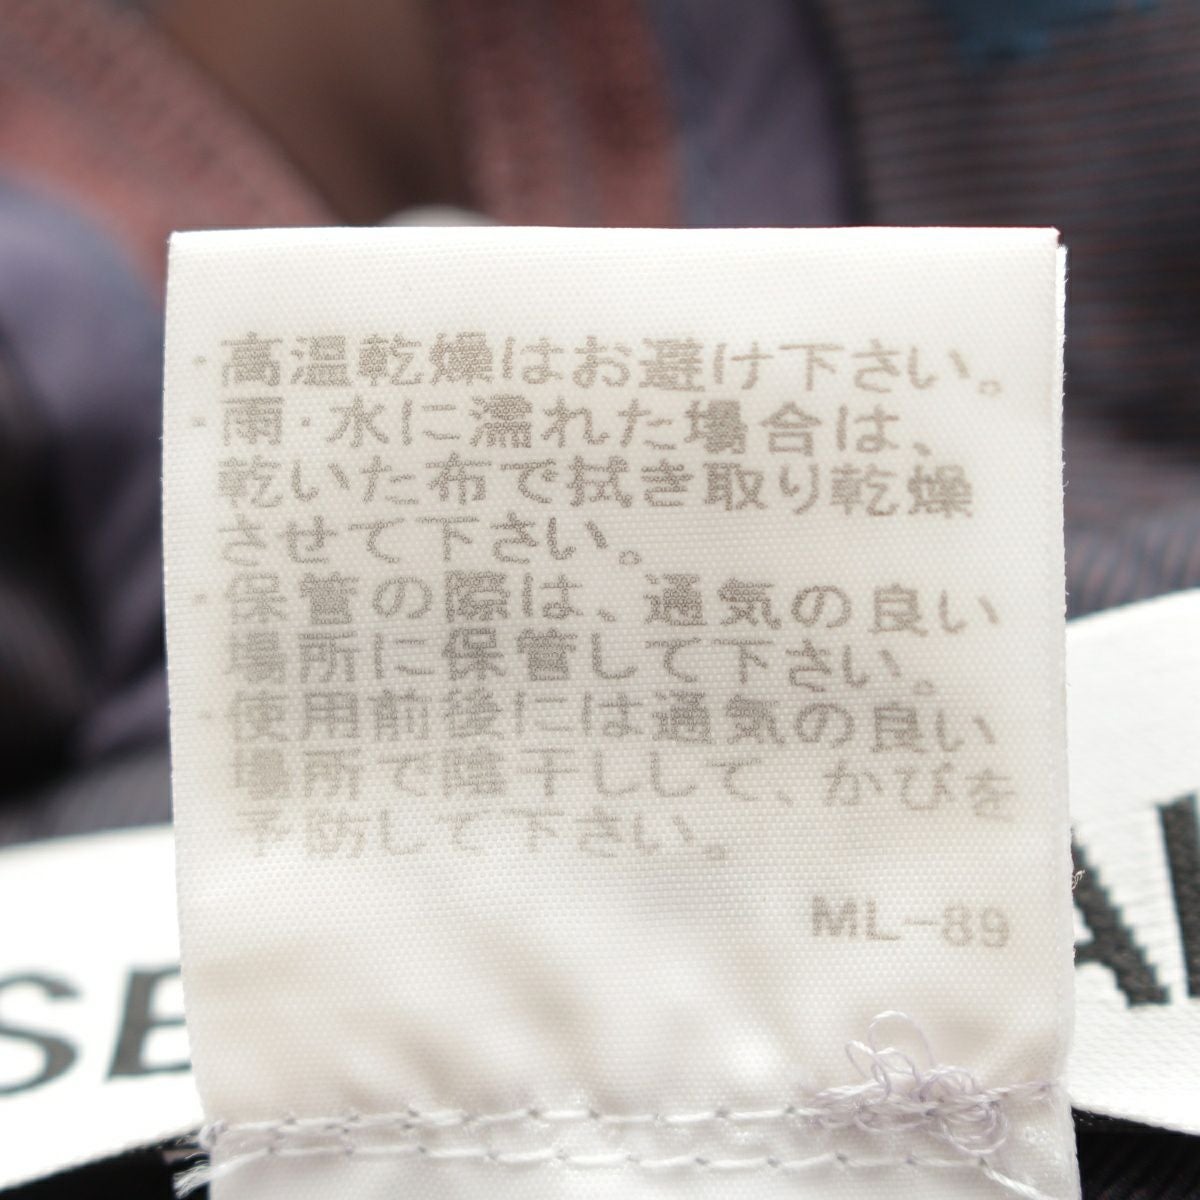 ・高温乾燥はお避け下さい。
・雨・水に濡れた場合は、
乾いた布で拭き取り乾燥
させて下さい。
・保管の際は、通気の良い
場所に保管して下さい。
・使用前後には通気の良い
場所で陰干しして、かびを
予防して下さい。
ML-89
SE